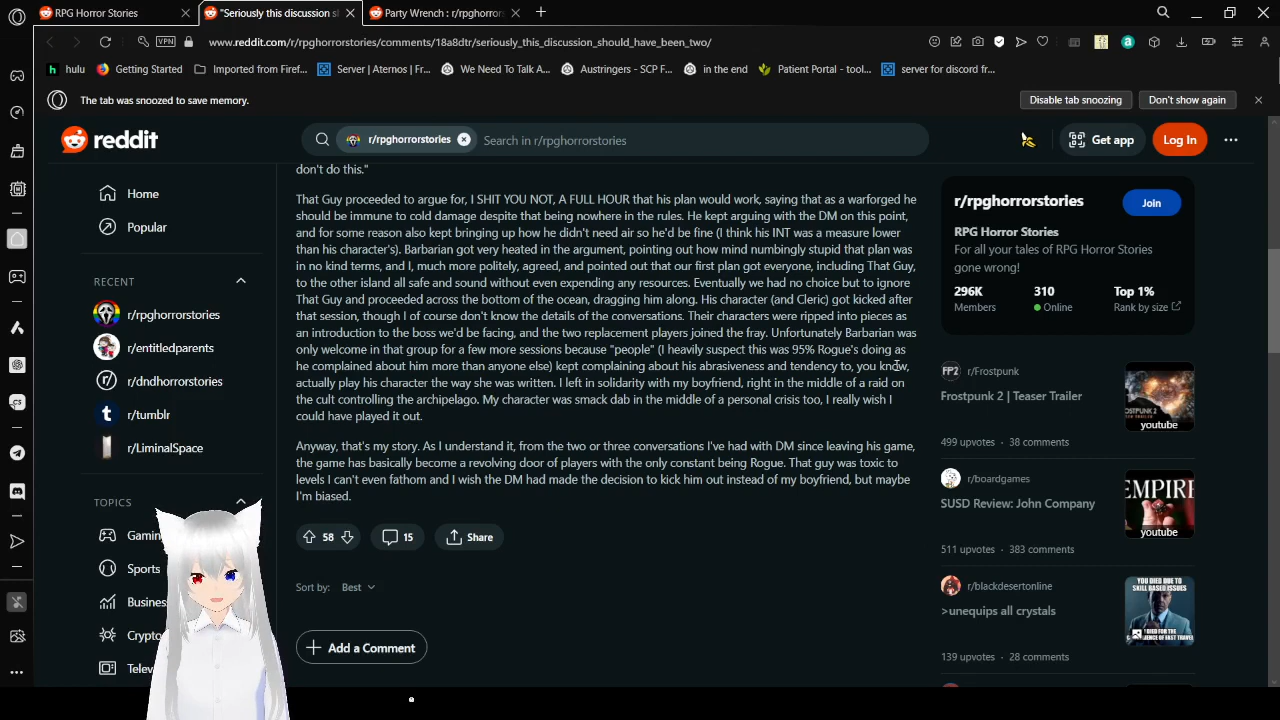 RPG Horror Stories
"Seriously this discussion sh
Party Wrench : r/rpghorror
VPN
www.reddit.com/r/rpghorrorstories/comments/18a8dtr/seriously_this_discussion_should_have_been_two/
hulu
Getting Started
Imported from Firef...
Server | Aternos | Fr...
We Need To Talk A...
Austringers - SCP F...
in the end
Patient Portal - tool...
server for discord fr...
The tab was snoozed to save memory.
Disable tab snoozing
Don't show again
reddit
r/rpghorrorstories
Search in r/rpghorrorstories
Get app
Log In
Home
Popular
RECENT
r/rpghorrorstories
r/entitledparents
r/dndhorrorstories
r/tumblr
r/LiminalSpace
TOPICS
Gaming
Sports
Business
Crypto
Telev
don't do this."
That Guy proceeded to argue for, I SHIT YOU NOT, A FULL HOUR that his plan would work, saying that as a warforged he
should be immune to cold damage despite that being nowhere in the rules. He kept arguing with the DM on this point,
and for some reason also kept bringing up how he didn't need air so he'd be fine (I think his INT was a measure lower
than his character's). Barbarian got very heated in the argument, pointing out how mind numbingly stupid that plan was
in no kind terms, and I, much more politely, agreed, and pointed out that our first plan got everyone, including That Guy,
to the other island all safe and sound without even expending any resources. Eventually we had no choice but to ignore
That Guy and proceeded across the bottom of the ocean, dragging him along. His character (and Cleric) got kicked after
that session, though I of course don't know the details of the conversations. Their characters were ripped into pieces as
an introduction to the boss we'd be facing, and the two replacement players joined the fray. Unfortunately Barbarian was
only welcome in that group for a few more sessions because "people" (I heavily suspect this was 95% Rogue's doing as
he complained about him more than anyone else) kept complaining about his abrasiveness and tendency to, you know,
actually play his character the way she was written. I left in solidarity with my boyfriend, right in the middle of a raid on
the cult controlling the archipelago. My character was smack dab in the middle of a personal crisis too, I really wish I
could have played it out.
Anyway, that's my story. As I understand it, from the two or three conversations I've had with DM since leaving his game,
the game has basically become a revolving door of players with the only constant being Rogue. That guy was toxic to
levels I can't even fathom and I wish the DM had made the decision to kick him out instead of my boyfriend, but maybe
I'm biased.
58
15
Share
Sort by: Best
Add a Comment
r/rpghorrorstories
Join
RPG Horror Stories
For all your tales of RPG Horror Stories
gone wrong!
296K
310
Top 1%
Members
Online
Rank by size
r/Frostpunk
Frostpunk 2 | Teaser Trailer
youtube
499 upvotes · 38 comments
r/boardgames
SUSD Review: John Company
EMPIRE
youtube
511 upvotes · 383 comments
r/blackdesertonline
>unequips all crystals
YOU DIED DUE TO
SKILL BASED ISSUES
139 upvotes · 28 comments